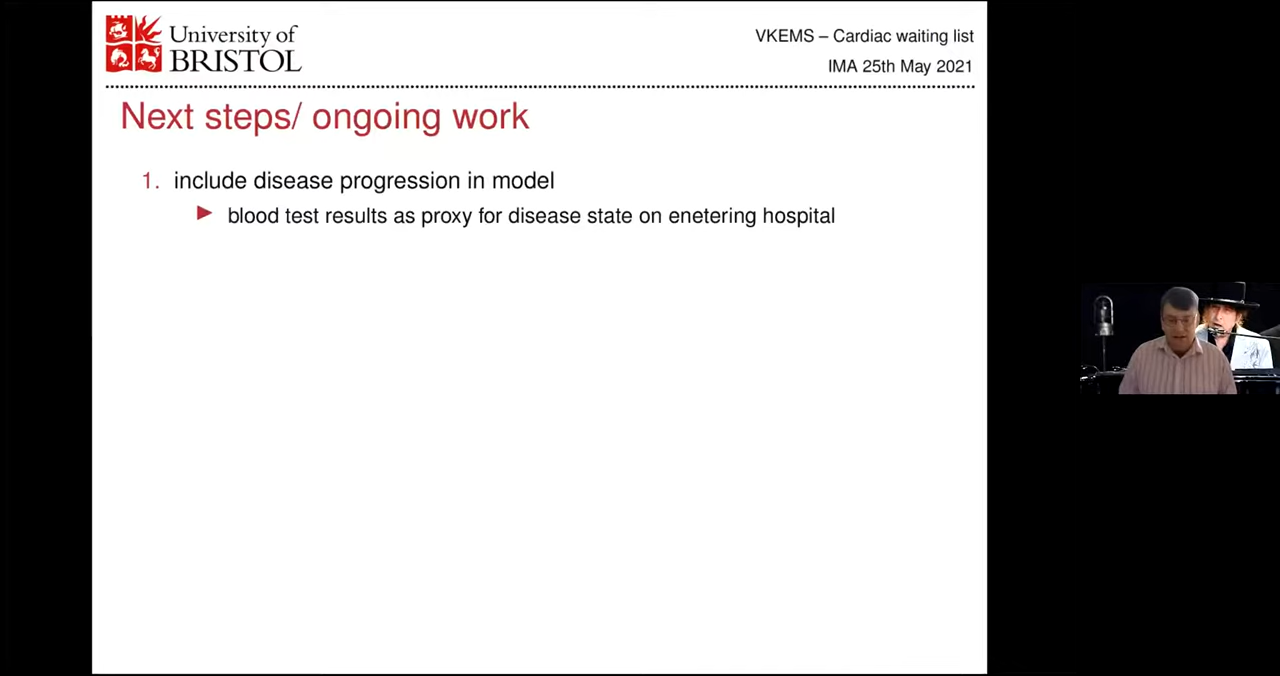 University of
BRISTOL
VKEMS – Cardiac waiting list
IMA 25th May 2021
Next steps/ ongoing work
1. include disease progression in model
► blood test results as proxy for disease state on enetering hospital